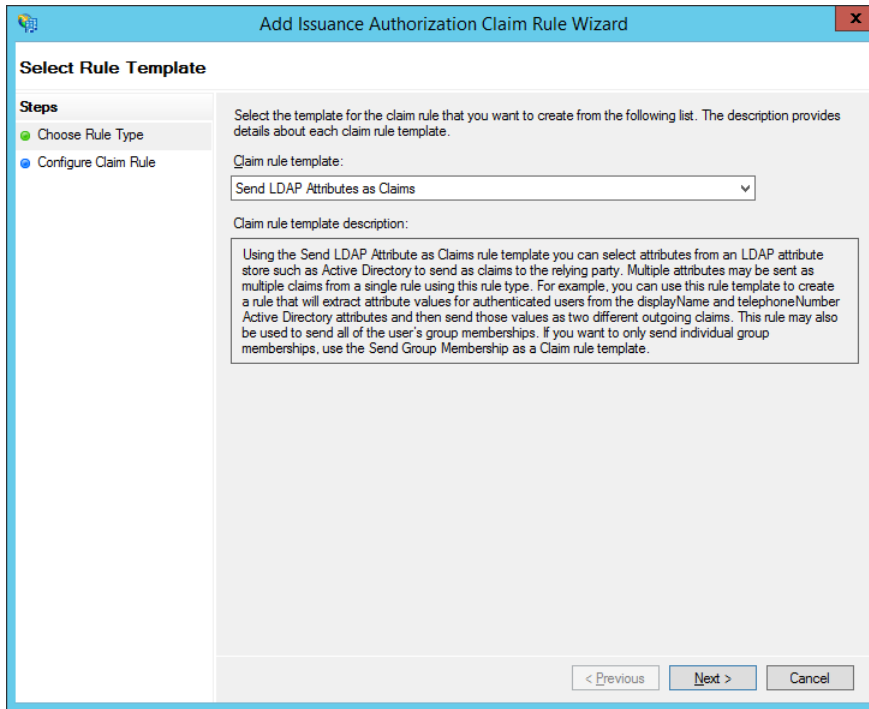 Add Issuance Authorization Claim Rule Wizard
x
Select Rule Template
Steps
Choose Rule Type
Configure Claim Rule
Select the template for the claim rule that you want to create from the following list. The description provides
details about each claim rule template.
Claim rule template:
Send LDAP Attributes as Claims
Claim rule template description:
Using the Send LDAP Attribute as Claims rule template you can select attributes from an LDAP attribute
store such as Active Directory to send as claims to the relying party. Multiple attributes may be sent as
multiple claims from a single rule using this rule type. For example, you can use this rule template to create
a rule that will extract attribute values for authenticated users from the displayName and telephoneNumber
Active Directory attributes and then send those values as two different outgoing claims. This rule may also
be used to send all of the user's group memberships. If you want to only send individual group
memberships, use the Send Group Membership as a Claim rule template.
< Previous
Next >
Cancel